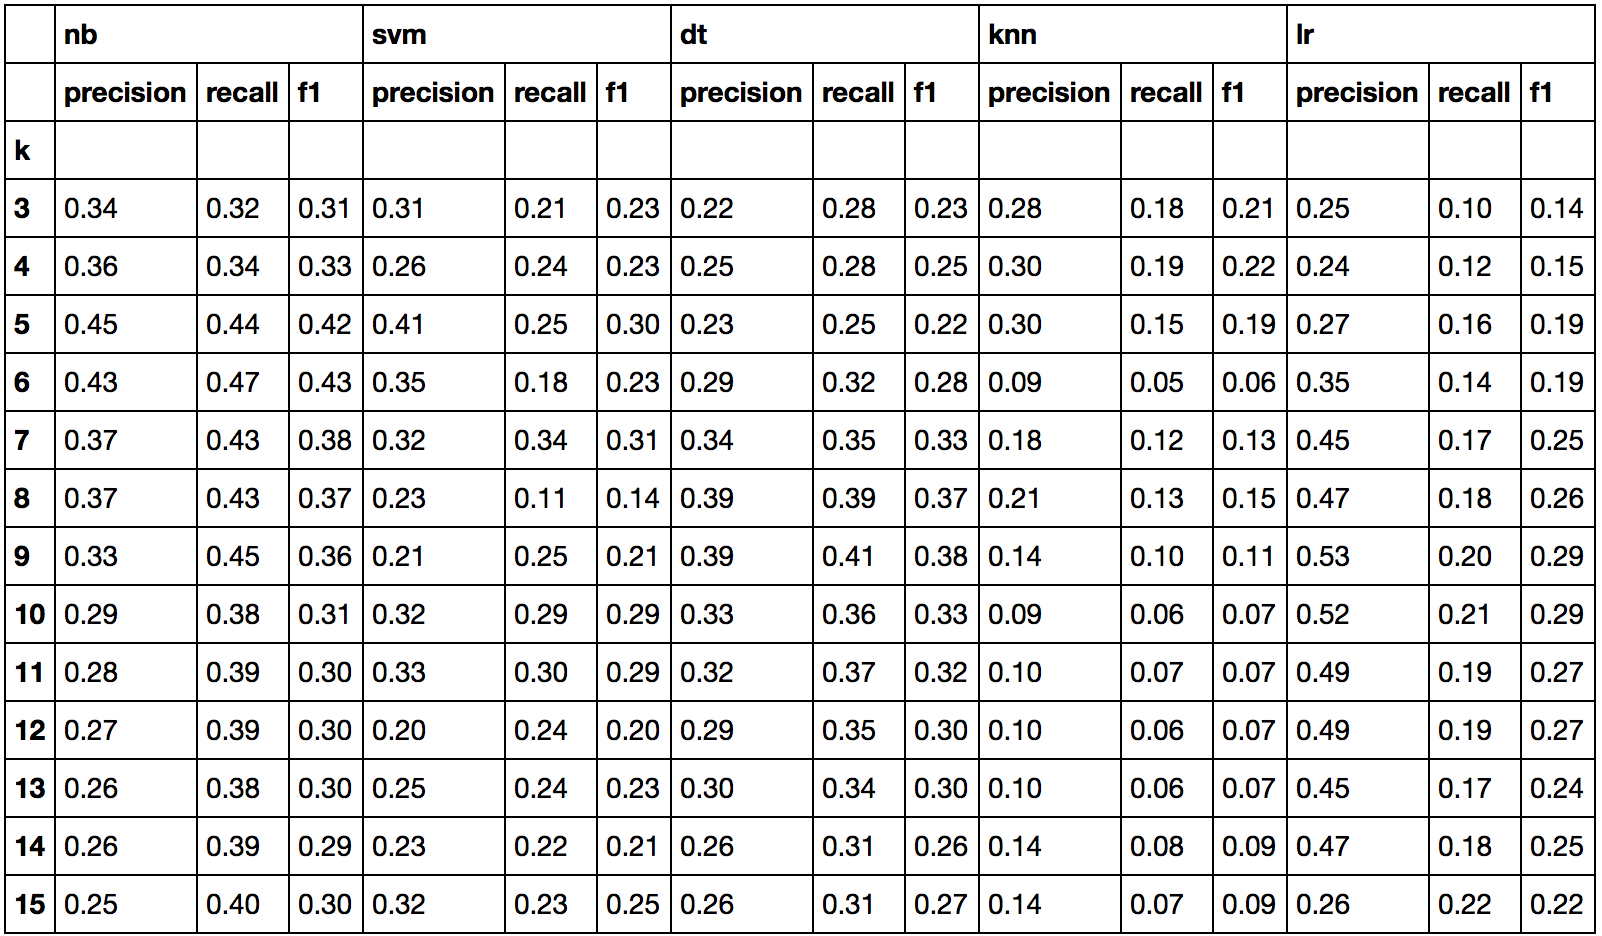 nb svm dt knn lr
precision recall f1 precision recall f1 precision recall f1 precision recall f1 precision recall f1
k
3 0.34 0.32 0.31 0.31 0.21 0.23 0.22 0.28 0.23 0.28 0.18 0.21 0.25 0.10 0.14
4 0.36 0.34 0.33 0.26 0.24 0.23 0.25 0.28 0.25 0.30 0.19 0.22 0.24 0.12 0.15
5 0.45 0.44 0.42 0.41 0.25 0.30 0.23 0.25 0.22 0.30 0.15 0.19 0.27 0.16 0.19
6 0.43 0.47 0.43 0.35 0.18 0.23 0.29 0.32 0.28 0.09 0.05 0.06 0.35 0.14 0.19
7 0.37 0.43 0.38 0.32 0.34 0.31 0.34 0.35 0.33 0.18 0.12 0.13 0.45 0.17 0.25
8 0.37 0.43 0.37 0.23 0.11 0.14 0.39 0.39 0.37 0.21 0.13 0.15 0.47 0.18 0.26
9 0.33 0.45 0.36 0.21 0.25 0.21 0.39 0.41 0.38 0.14 0.10 0.11 0.53 0.20 0.29
10 0.29 0.38 0.31 0.32 0.29 0.29 0.33 0.36 0.33 0.09 0.06 0.07 0.52 0.21 0.29
11 0.28 0.39 0.30 0.33 0.30 0.29 0.32 0.37 0.32 0.10 0.07 0.07 0.49 0.19 0.27
12 0.27 0.39 0.30 0.20 0.24 0.20 0.29 0.35 0.30 0.10 0.06 0.07 0.49 0.19 0.27
13 0.26 0.38 0.30 0.25 0.24 0.23 0.30 0.34 0.30 0.10 0.06 0.07 0.45 0.17 0.24
14 0.26 0.39 0.29 0.23 0.22 0.21 0.26 0.31 0.26 0.14 0.08 0.09 0.47 0.18 0.25
15 0.25 0.40 0.30 0.32 0.23 0.25 0.26 0.31 0.27 0.14 0.07 0.09 0.26 0.22 0.22